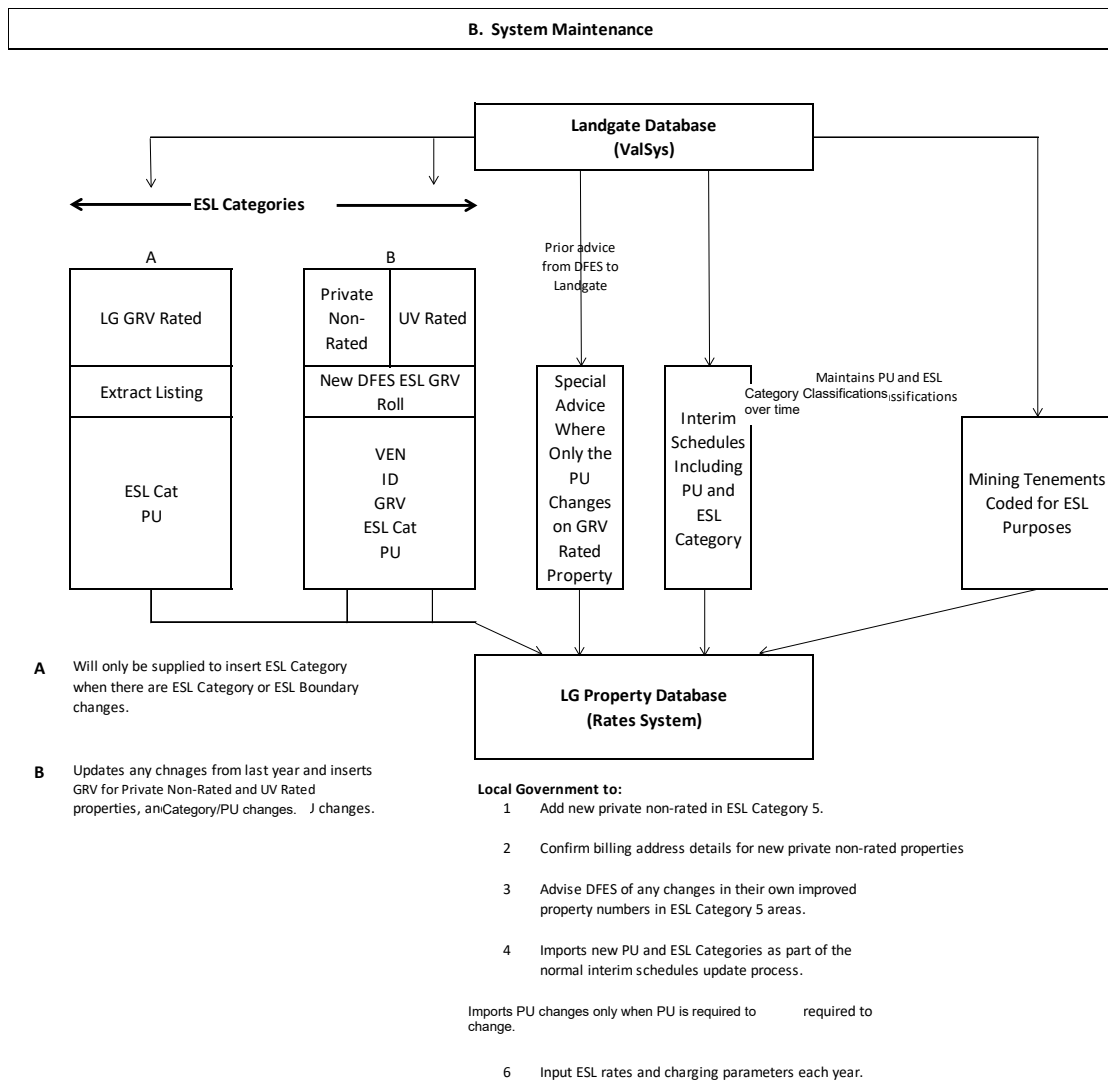 B. System Maintenance
Landgate Database
(ValSys)
ESL Categories
Prior advice
from DFES to
Landgate
A
B
LG GRV Rated
Private
Non-
Rated
UV Rated
Extract Listing
New DFES ESL GRV
Roll
ESL Cat
PU
VEN
ID
GRV
ESL Cat
PU
Special
Advice
Where
Only the
PU
Changes
on GRV
Rated
Property
Interim
Schedules
Including
PU and
ESL
Category
Maintains PU and ESL
Category Classifications
over time
Mining Tenements
Coded for ESL
Purposes
LG Property Database
(Rates System)
A Will only be supplied to insert ESL Category
when there are ESL Category or ESL Boundary
changes.
B Updates any chnages from last year and inserts
GRV for Private Non-Rated and UV Rated
properties, an Category/PU changes. changes.
Local Government to:
1 Add new private non-rated in ESL Category 5.
2 Confirm billing address details for new private non-rated properties
3 Advise DFES of any changes in their own improved
property numbers in ESL Category 5 areas.
4 Imports new PU and ESL Categories as part of the
normal interim schedules update process.
Imports PU changes only when PU is required to required to
change.
6 Input ESL rates and charging parameters each year.